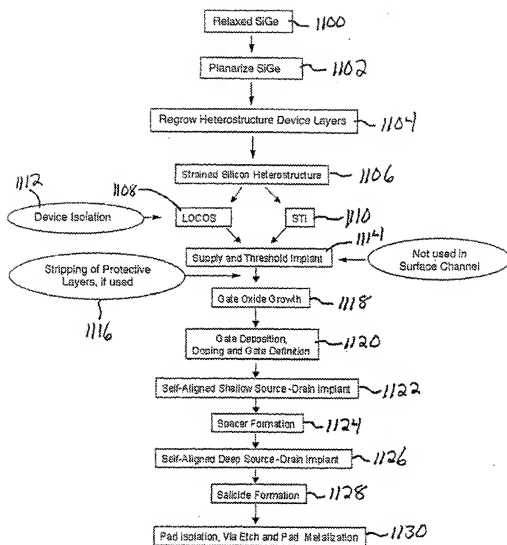 Relaxed SiGe 1100
Planarize SiGe 1102
Regrow Heterostructure Device Layers 1104
Strained Silicon Heterostructure 1106
1112 Device Isolation
1108 LOCOS
STI 1110
1114
Supply and Threshold Implant
Not used in
Surface Channel
Stripping of Protective
Layers, if used
1116
Gate Oxide Growth 1118
Gate Deposition,
Doping and Gate Definition 1120
Self-Aligned Shallow Source-Drain Implant 1122
Spacer Formation 1124
Self-Aligned Deep Source-Drain Implant 1126
Salicide Formation 1128
Pad Isolation, Via Etch and Pad Metalization 1130